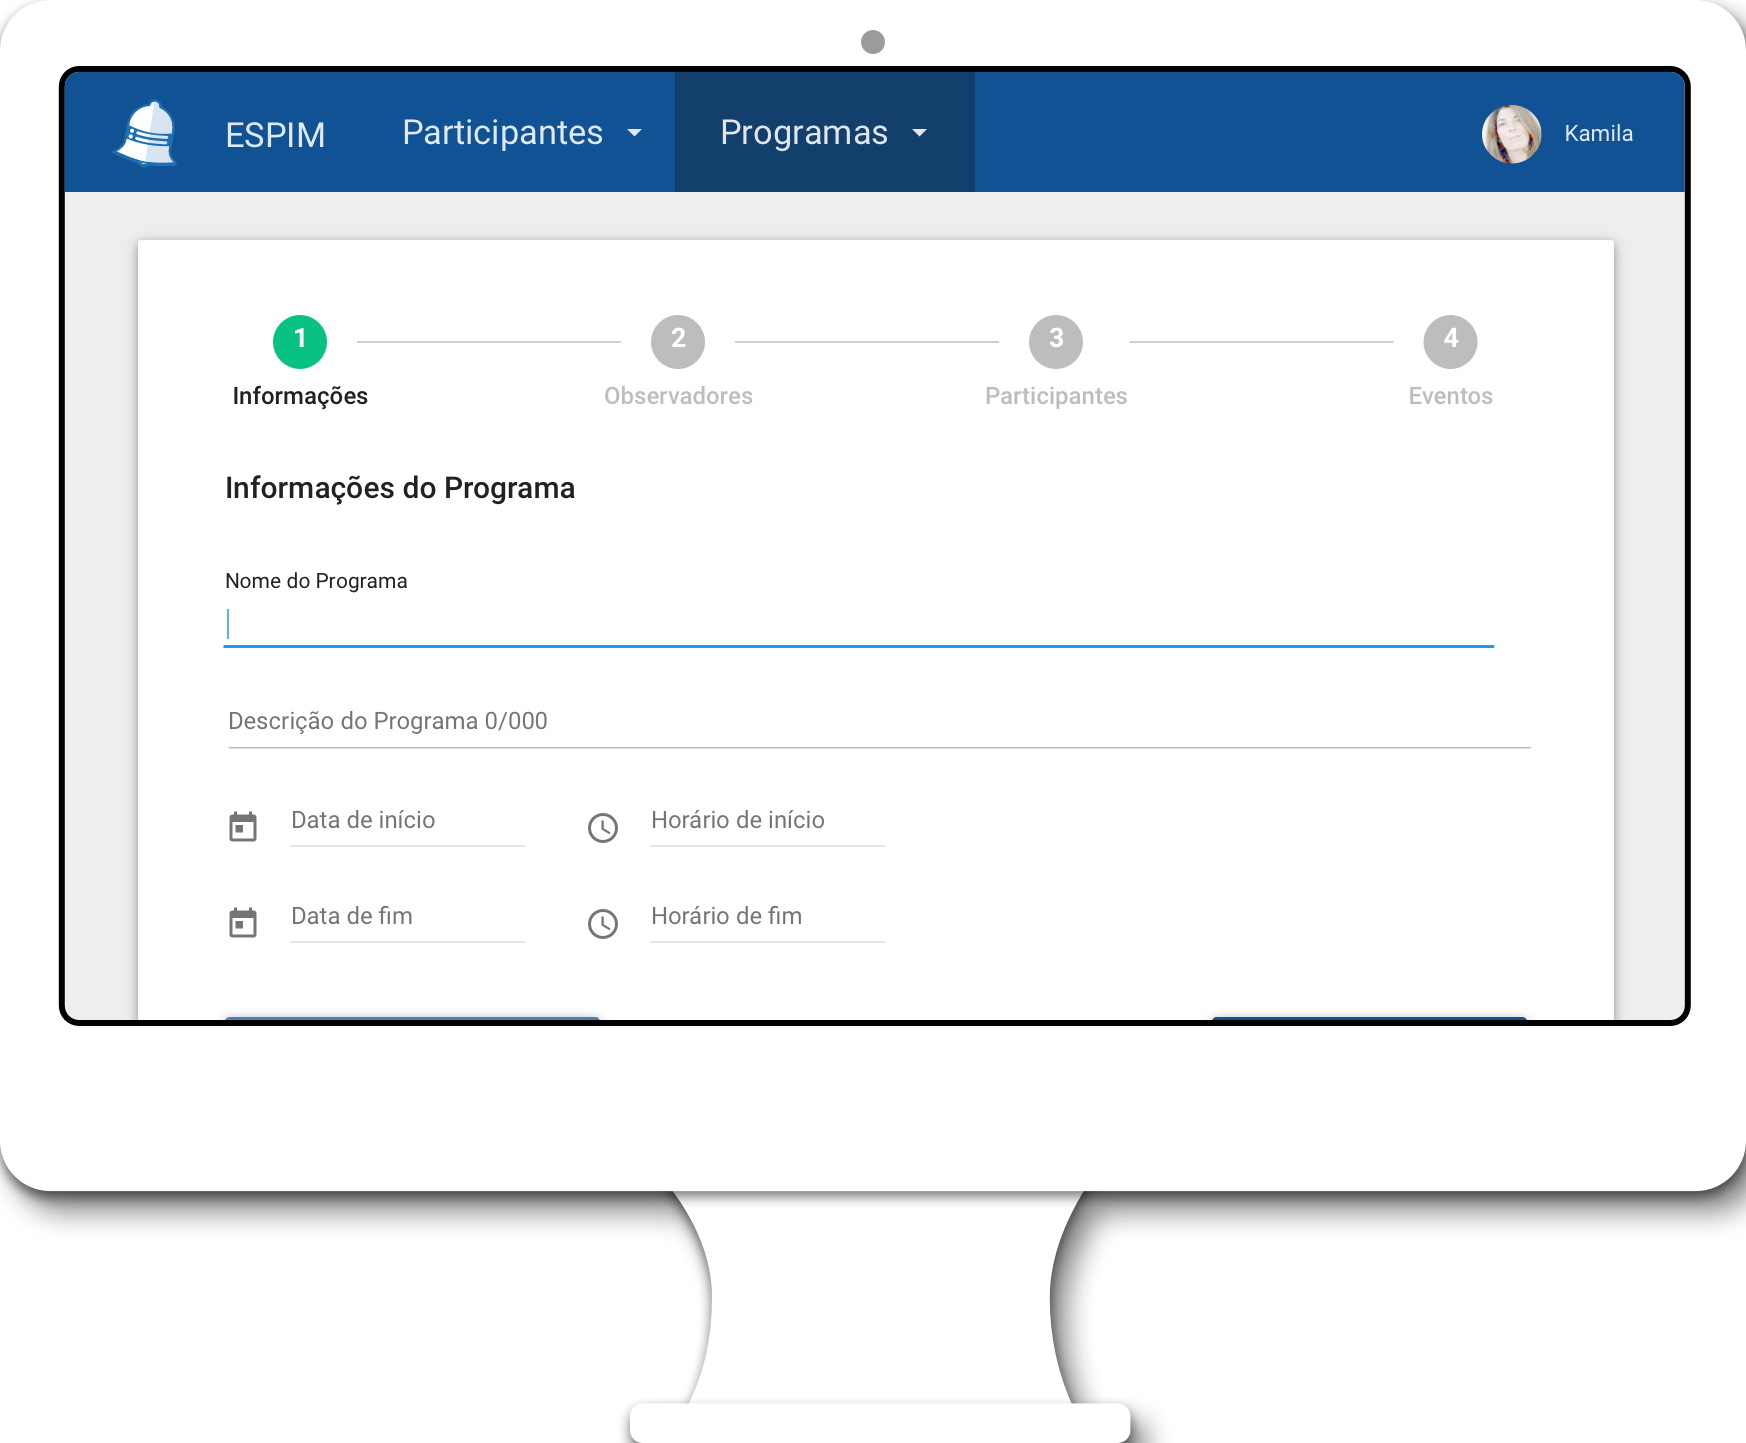 ESPIM Participantes Programas Kamila
1 2 3 4
Informações Observadores Participantes Eventos
Informações do Programa
Nome do Programa
Descrição do Programa 0/000
Data de início Horário de início
Data de fim Horário de fim